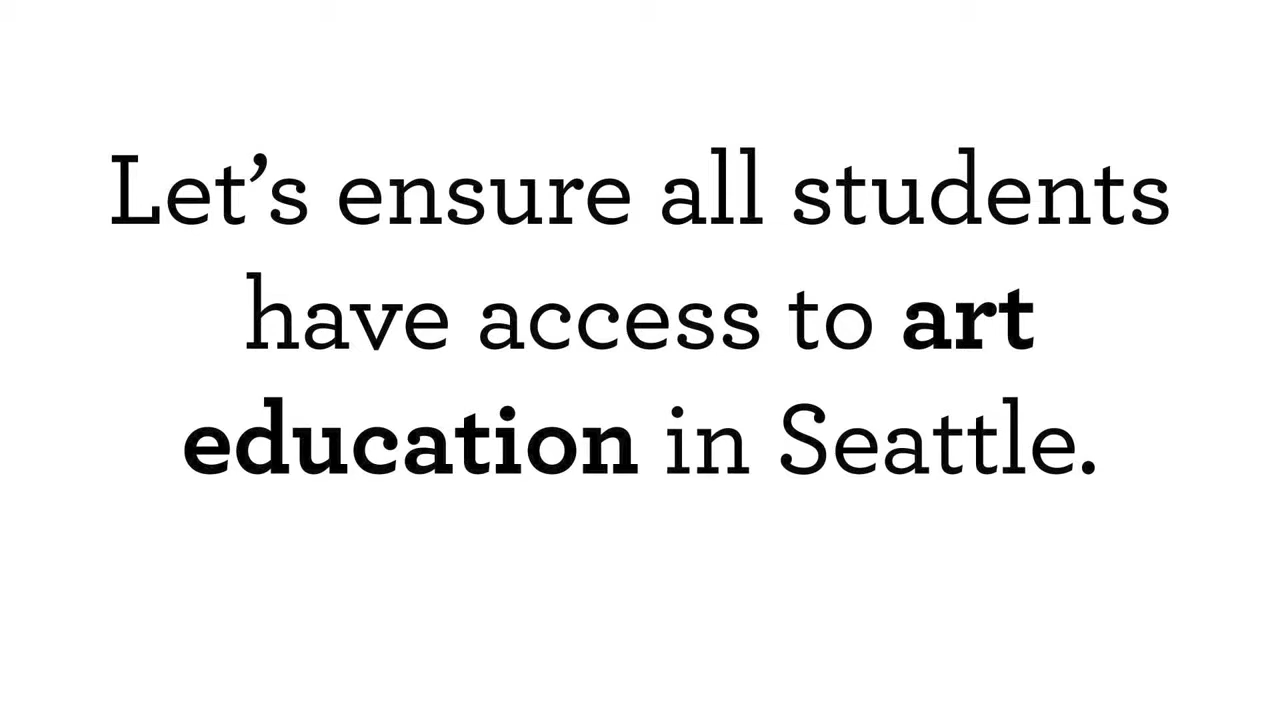 Let’s ensure all students
have access to art
education in Seattle.